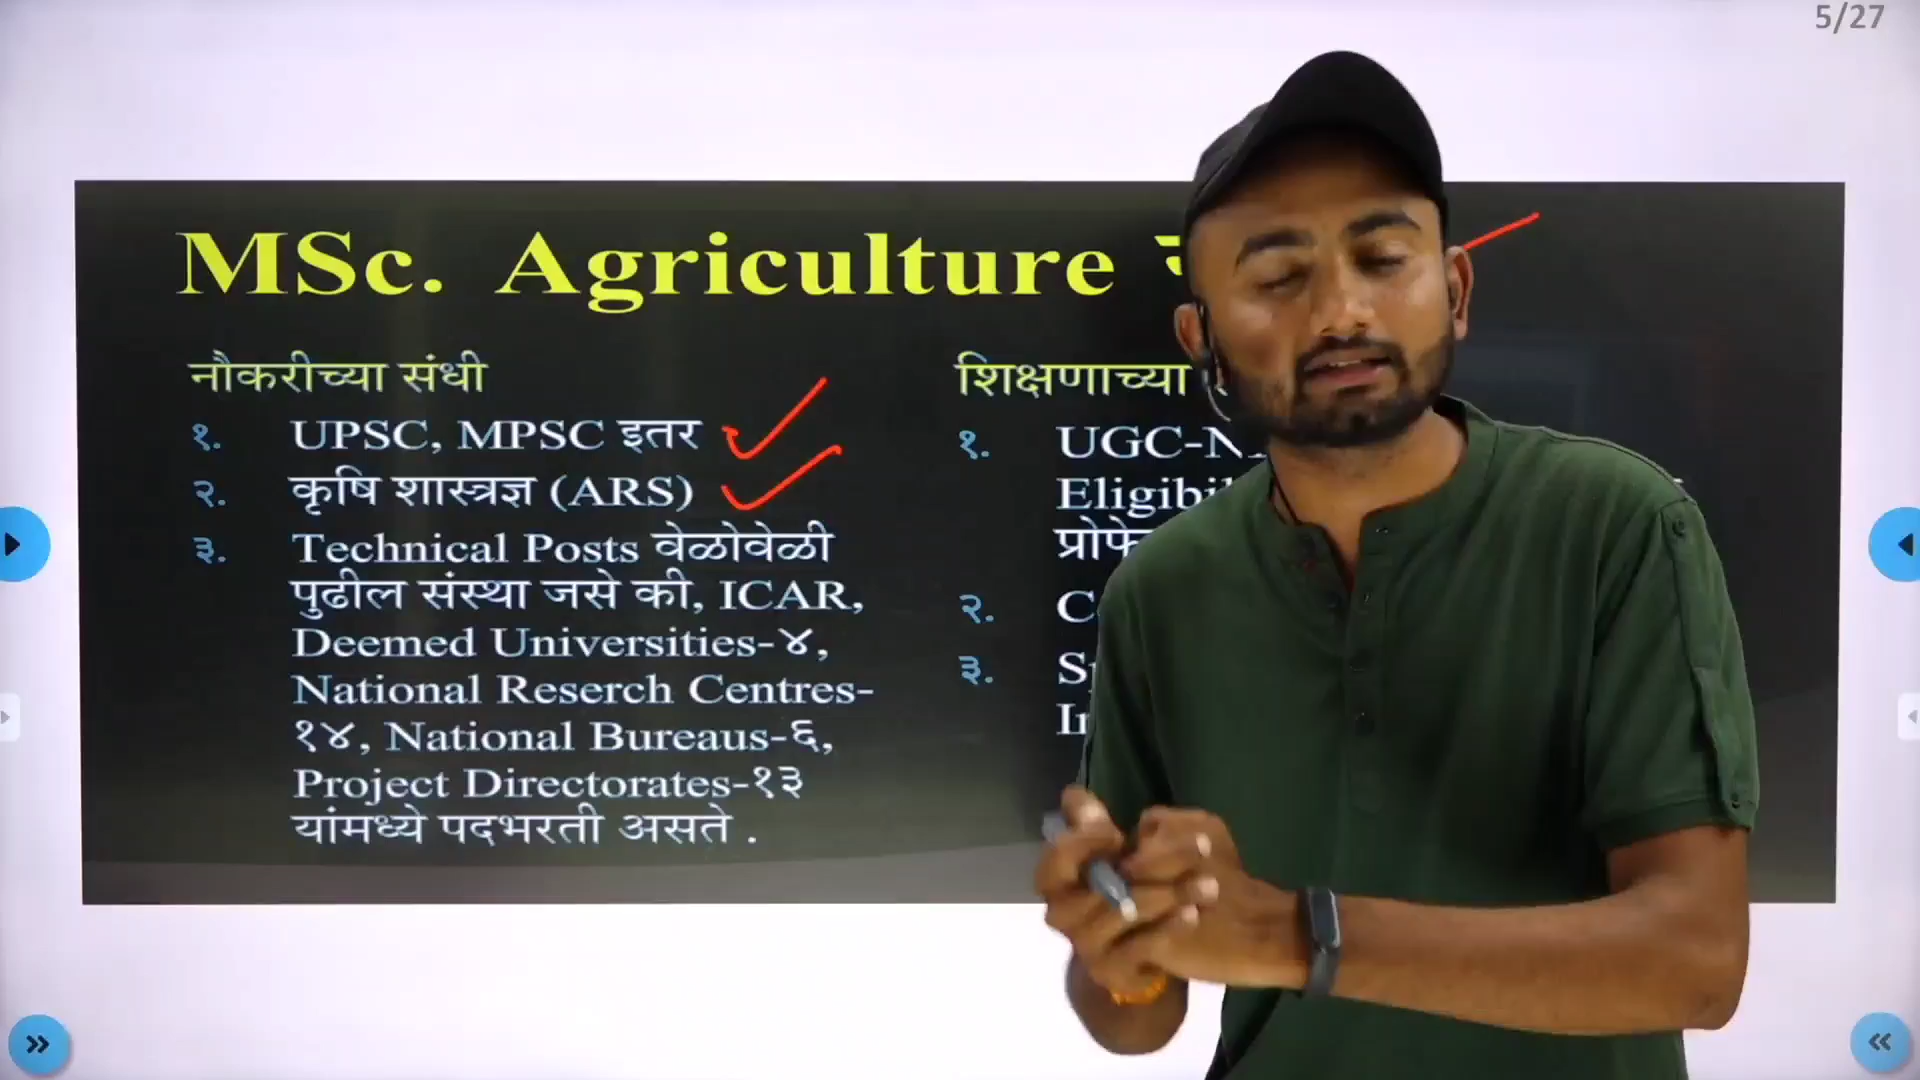 5/27
MSc. Agriculture
नौकरीच्या संधी
१. UPSC, MPSC इतर
२. कृषि शास्त्रज्ञ (ARS)
३. Technical Posts वेळोवेळी
पुढील संस्था जसे की, ICAR,
Deemed Universities-४,
National Reserch Centres-
१४, National Bureaus-६,
Project Directorates-१३
यांमध्ये पदभरती असते .
शिक्षणाच्या
१. UGC-
२.
३.